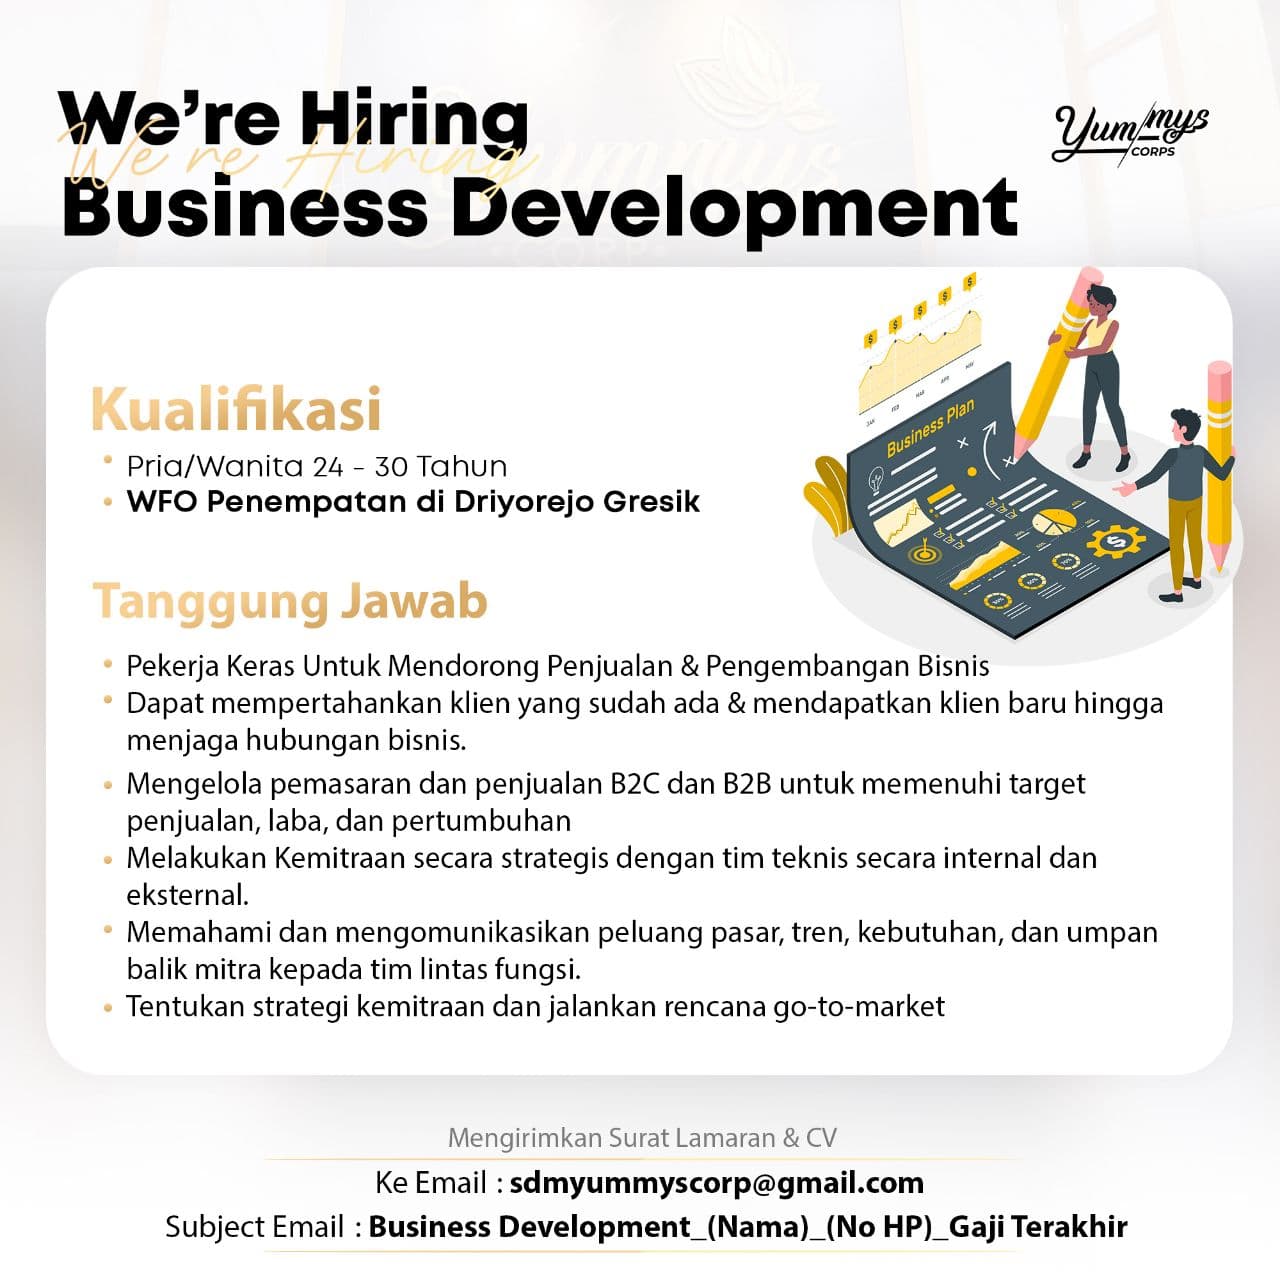 We're Hiring
We're Hiring
Business Development
Yummys
CORPS
Kualifikasi
Pria/Wanita 24 - 30 Tahun
WFO Penempatan di Driyorejo Gresik
JAN FEB MAR APR MAY
Business Plan
Tanggung Jawab
Pekerja Keras Untuk Mendorong Penjualan & Pengembangan Bisnis
Dapat mempertahankan klien yang sudah ada & mendapatkan klien baru hingga
menjaga hubungan bisnis.
Mengelola pemasaran dan penjualan B2C dan B2B untuk memenuhi target
penjualan, laba, dan pertumbuhan
Melakukan Kemitraan secara strategis dengan tim teknis secara internal dan
eksternal.
Memahami dan mengomunikasikan peluang pasar, tren, kebutuhan, dan umpan
balik mitra kepada tim lintas fungsi.
Tentukan strategi kemitraan dan jalankan rencana go-to-market
Mengirimkan Surat Lamaran & CV
Ke Email : sdmyummyscorp@gmail.com
Subject Email : Business Development_(Nama)_(No HP)_Gaji Terakhir